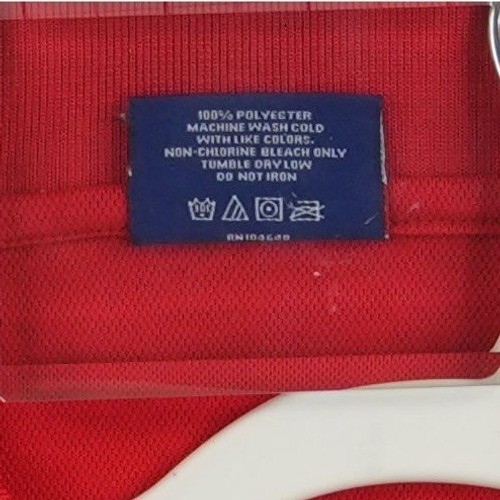 100% POLYESTER
MACHINE WASH COLD
WITH LIKE COLORS.
NON-CHLORINE BLEACH ONLY
TUMBLE DRY LOW
DO NOT IRON